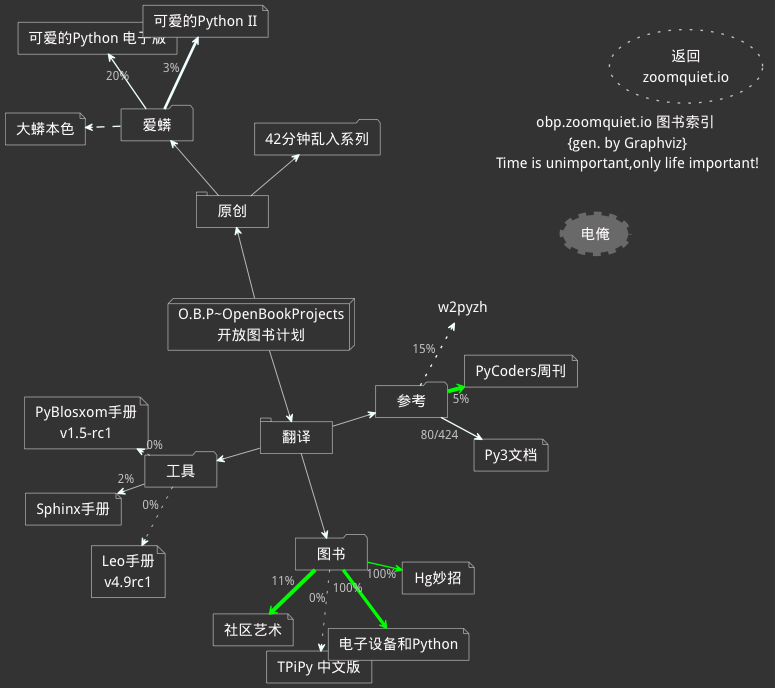 可爱的Python II
可爱的Python 电子版
20%
3%
返回
zoomquiet.io
大蟒本色
爱蠎
42分钟乱入系列
obp.zoomquiet.io 图书索引
{gen. by Graphviz}
Time is unimportant,only life important!
原创
电俺
O.B.P~OpenBookProjects
开放图书计划
w2pyzh
15%
PyCoders周刊
5%
参考
80/424
Py3文档
PyBlosxom手册
v1.5-rc1
翻译
0%
工具
2%
Sphinx手册
0%
Leo手册
v4.9rc1
图书
100%
Hg妙招
11%
0%
100%
社区艺术
电子设备和Python
TPiPy 中文版